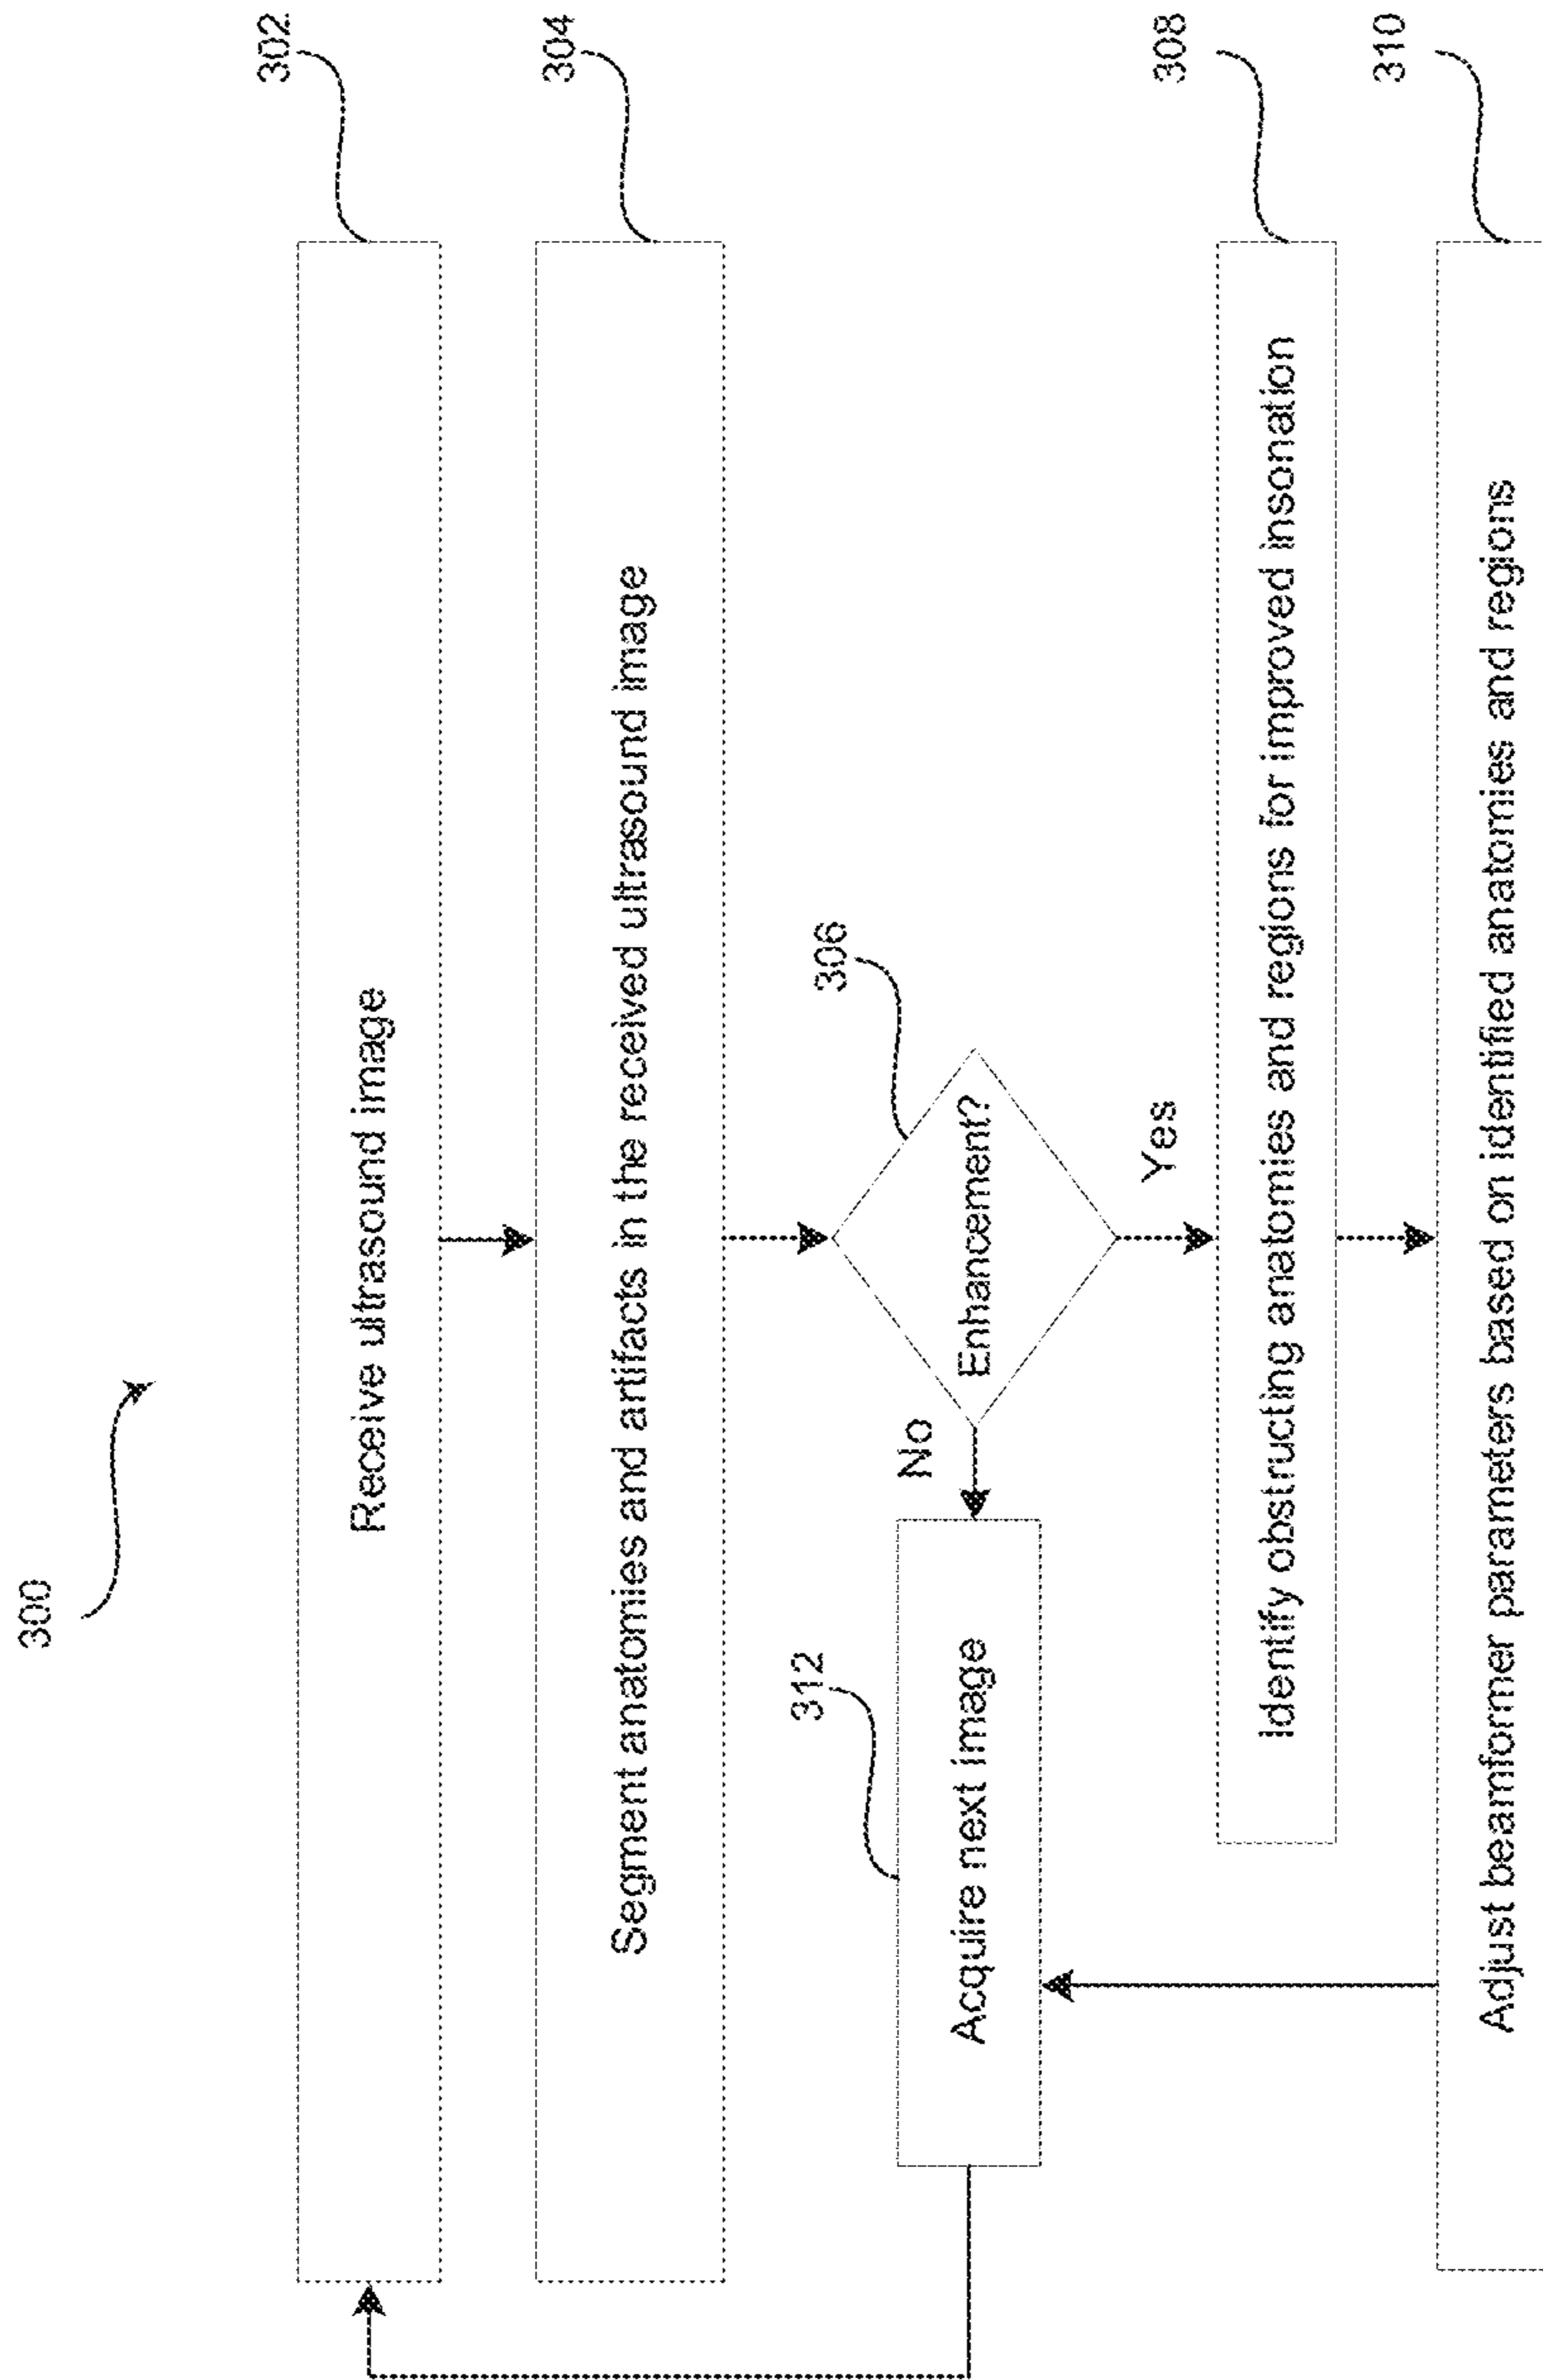 300
302
Receive ultrasound image
304
Segment anatomies and artifacts in the received ultrasound image
306
Enhancement?
No
Yes
312
Acquire next image
308
Identify obstructing anatomies and regions for improved insonation
310
Adjust beamformer parameters based on identified anatomies and regions